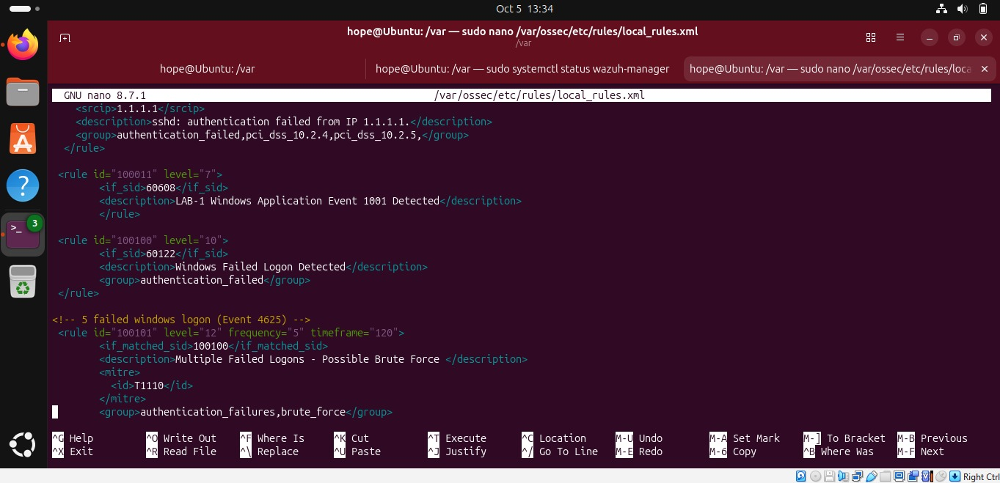 Oct 5 13:34
hope@Ubuntu: /var — sudo nano /var/ossec/etc/rules/local_rules.xml
/var
hope@Ubuntu: /var
hope@Ubuntu: /var — sudo systemctl status wazuh-manager
hope@Ubuntu: /var — sudo nano /var/ossec/etc/rules/loca
GNU nano 8.7.1 /var/ossec/etc/rules/local_rules.xml
<srcip>1.1.1.1</srcip>
<description>sshd: authentication failed from IP 1.1.1.1.</description>
<group>authentication_failed,pci_dss_10.2.4,pci_dss_10.2.5,</group>
</rule>
<rule id="100011" level="7">
<if_sid>60608</if_sid>
<description>LAB-1 Windows Application Event 1001 Detected</description>
</rule>
<rule id="100100" level="10">
<if_sid>60122</if_sid>
<description>Windows Failed Logon Detected</description>
<group>authentication_failed</group>
</rule>
<!-- 5 failed windows logon (Event 4625) -->
<rule id="100101" level="12" frequency="5" timeframe="120">
<if_matched_sid>100100</if_matched_sid>
<description>Multiple Failed Logons - Possible Brute Force </description>
<mitre>
<id>T1110</id>
</mitre>
<group>authentication_failures,brute_force</group>
^G Help ^O Write Out ^F Where Is ^K Cut ^T Execute ^C Location M-U Undo M-A Set Mark M-] To Bracket M-B Previous
^X Exit ^R Read File ^\ Replace ^U Paste ^J Justify ^/ Go To Line M-E Redo M-6 Copy ^B Where Was M-F Next
3
Right Ctrl